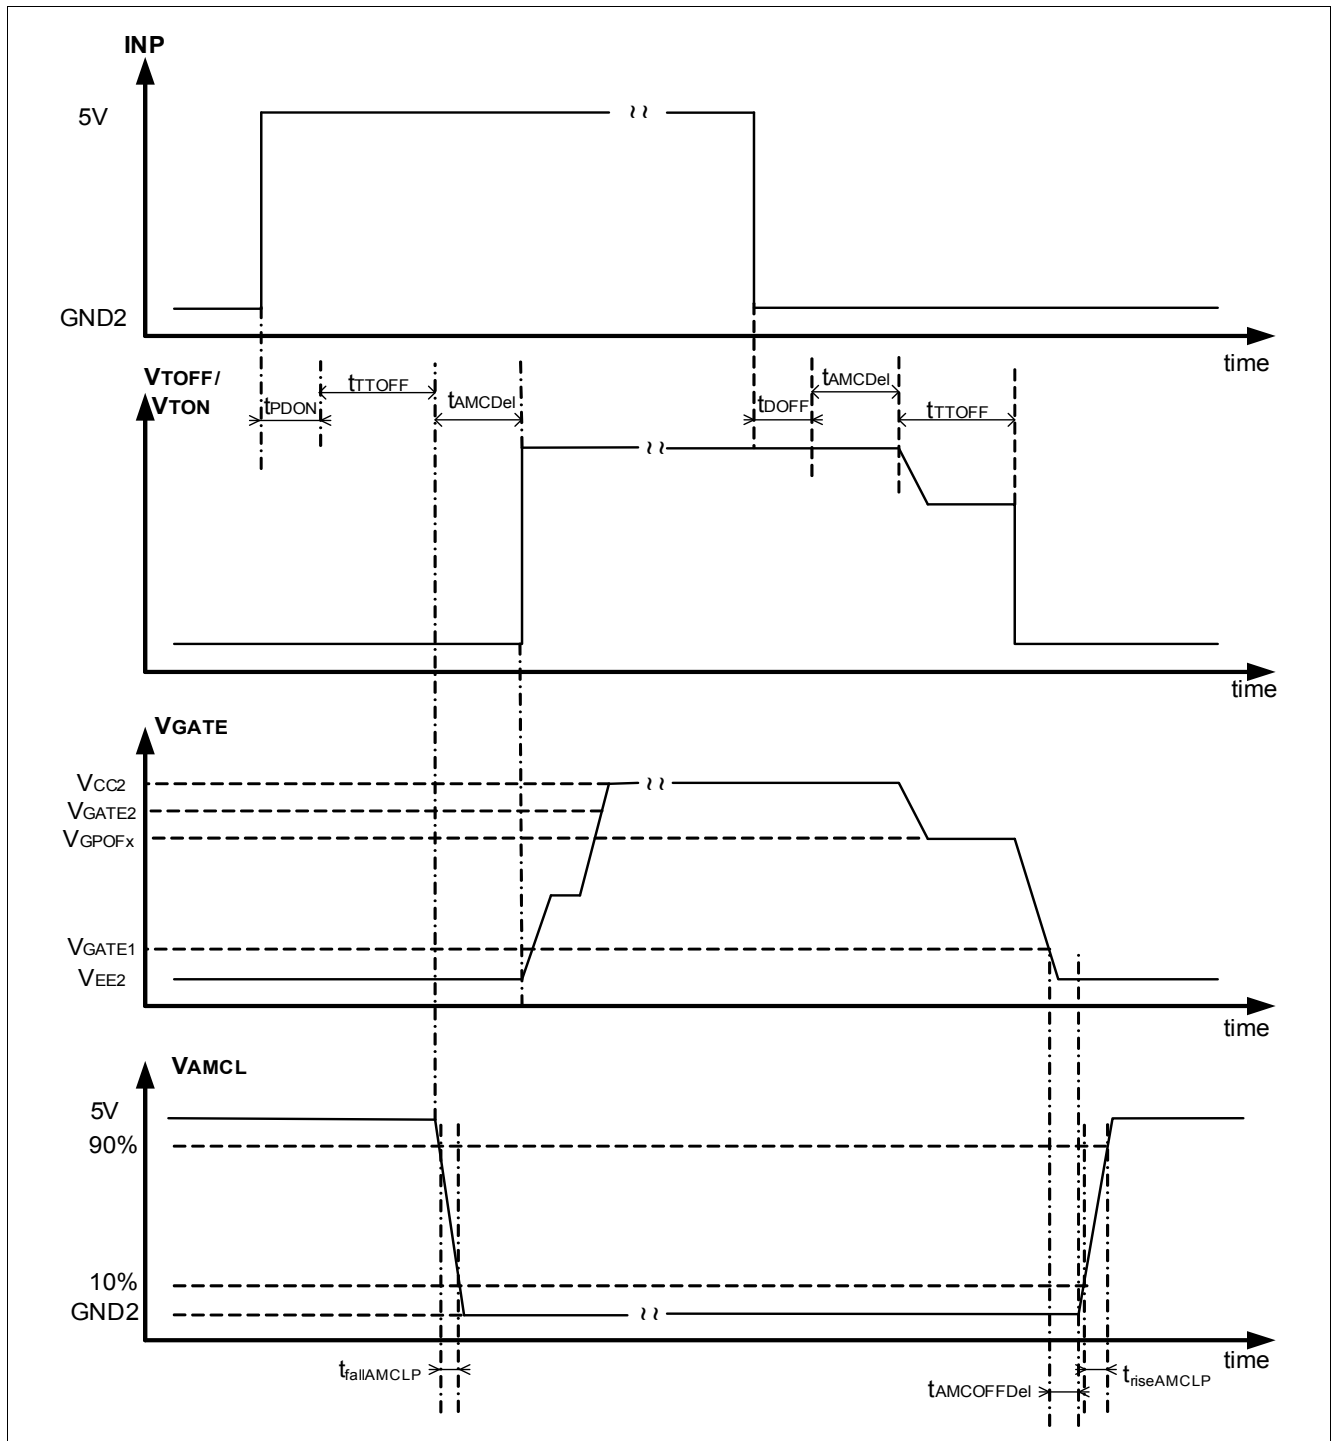 INP
5V
GND2
time
VTOFF/
VTON
tPDON
tTTOFF
tAMCDel
tDOFF
tAMCDel
tTTOFF
time
VGATE
VCC2
VGATE2
VGPOFx
VGATE1
VEE2
time
VAMCL
5V
90%
10%
GND2
time
tfallAMCLP
tAMCOFFDel
triseAMCLP